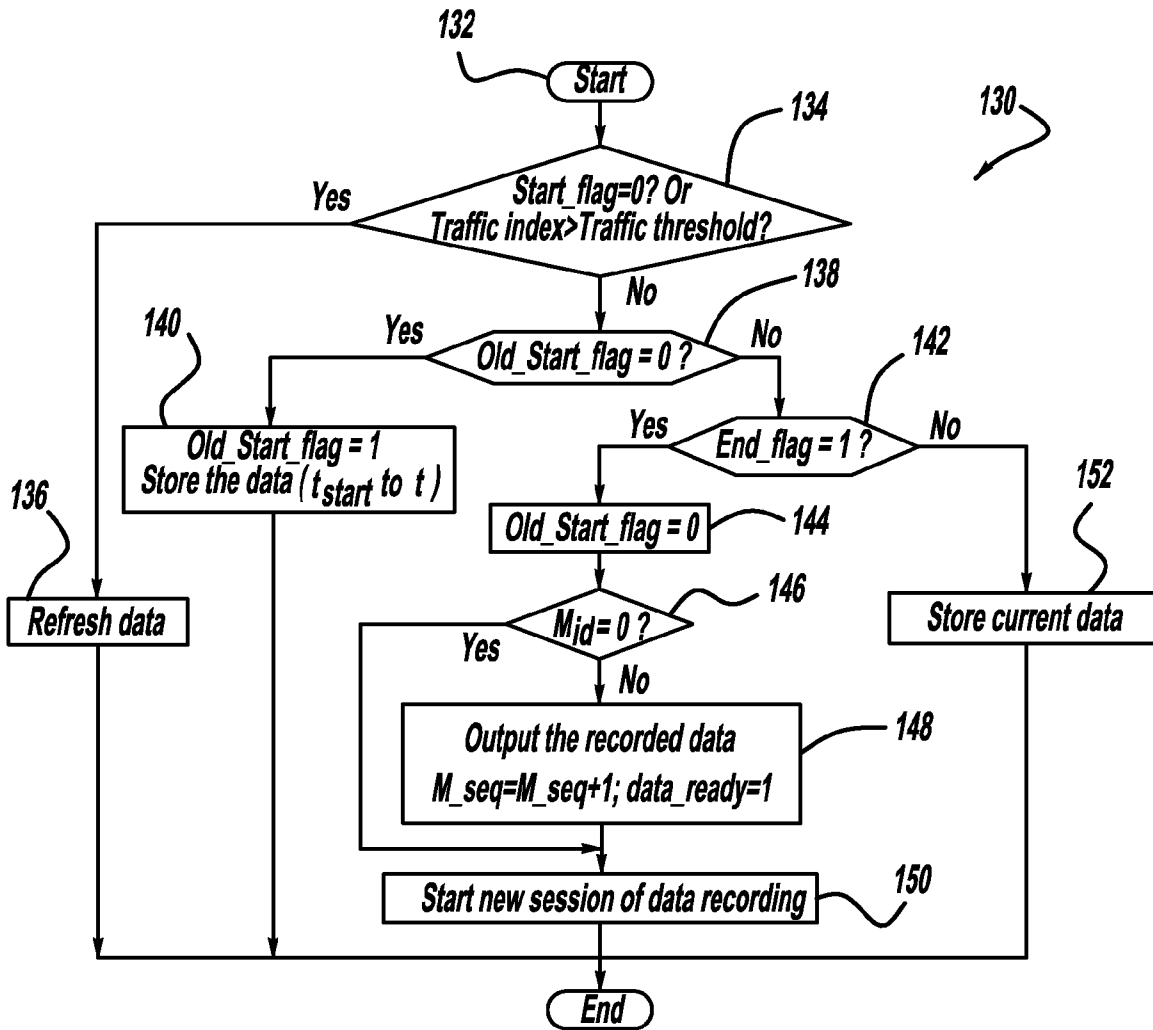 132
Start
134
130
Start_flag=0? Or
Traffic index>Traffic threshold?
Yes
No
138
140
Yes
Old_Start_flag = 0 ?
No
142
Old_Start_flag = 1
Store the data ( tstart to t )
Yes
End_flag = 1 ?
No
136
152
Old_Start_flag = 0
144
Refresh data
146
Mid = 0 ?
Store current data
Yes
No
Output the recorded data
M_seq=M_seq+1; data_ready=1
148
Start new session of data recording
150
End